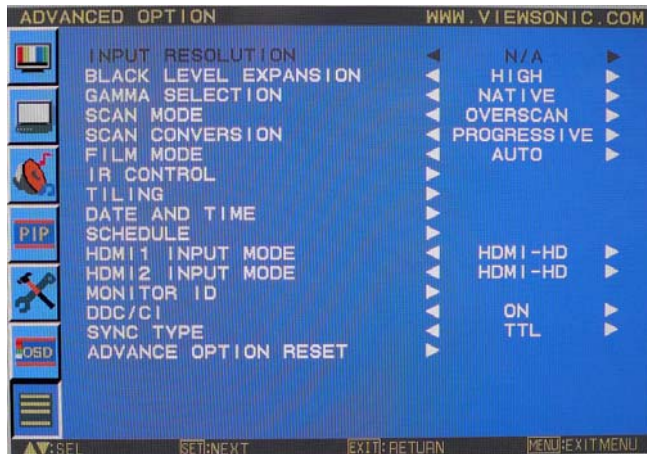 ADVANCED OPTION WWW.VIEWSONIC.COM
INPUT RESOLUTION N/A
BLACK LEVEL EXPANSION HIGH
GAMMA SELECTION NATIVE
SCAN MODE OVERSCAN
SCAN CONVERSION PROGRESSIVE
FILM MODE AUTO
IR CONTROL
TILING
DATE AND TIME
PIP SCHEDULE
HDMI1 INPUT MODE HDMI-HD
HDMI2 INPUT MODE HDMI-HD
MONITOR ID
DDC/CI ON
SYNC TYPE TTL
OSD ADVANCE OPTION RESET
▲▼:SEL SET:NEXT EXIT:RETURN MENU:EXITMENU